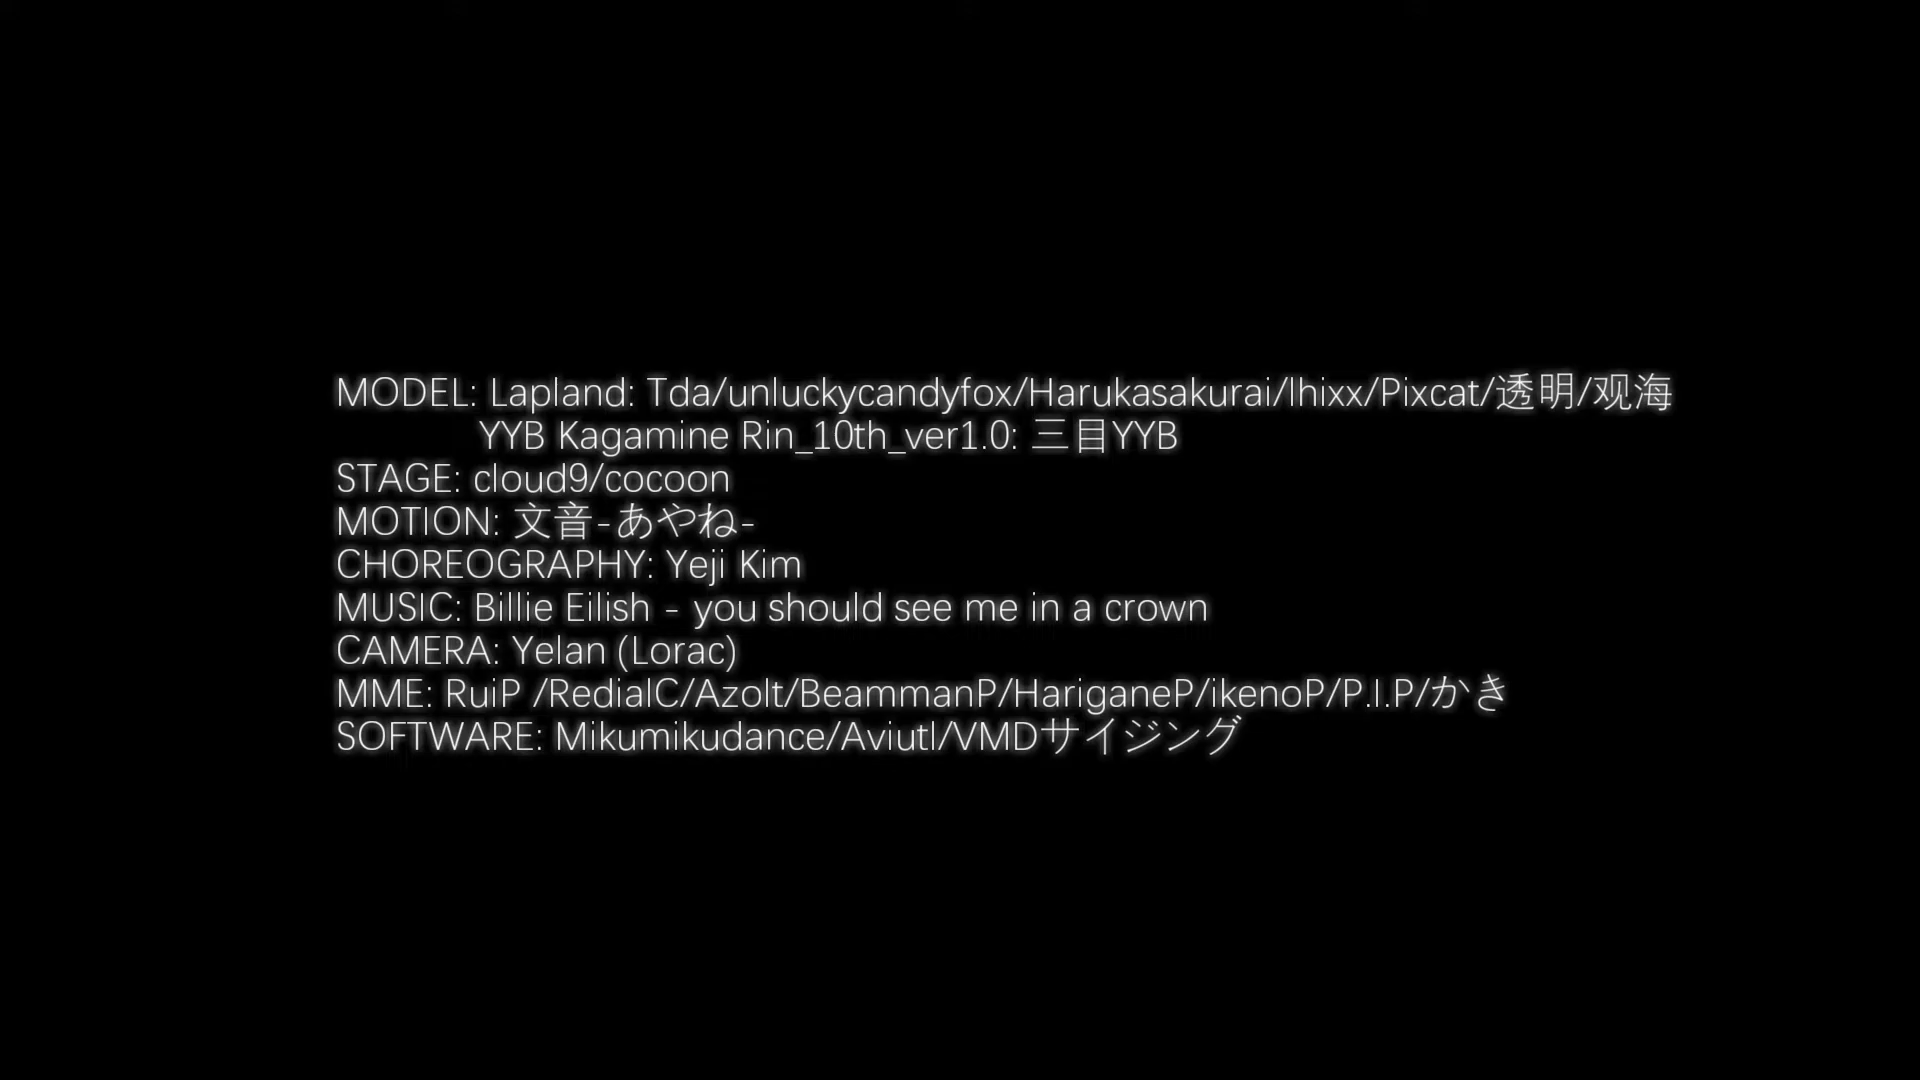 MODEL: Lapland: Tda/unluckycandyfox/Harukasakurai/lhixx/Pixcat/透明/观海
YYB Kagamine Rin_10th_ver1.0: 三目YYB
STAGE: cloud9/cocoon
MOTION: 文音-あやね-
CHOREOGRAPHY: Yeji Kim
MUSIC: Billie Eilish - you should see me in a crown
CAMERA: Yelan (Lorac)
MME: RuiP /RedialC/Azolt/BeammanP/HariganeP/ikenoP/P.I.P/かき
SOFTWARE: Mikumikudance/Aviutl/VMDサイジング